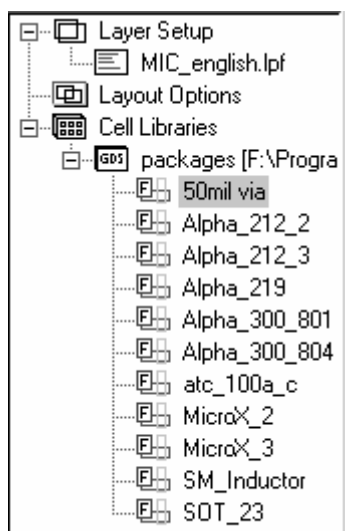 Layer Setup
MIC_english.lpf
Layout Options
Cell Libraries
GDS packages [F:\Progra
F 50mil via
F Alpha_212_2
F Alpha_212_3
F Alpha_219
F Alpha_300_801
F Alpha_300_804
F atc_100a_c
F MicroX_2
F MicroX_3
F SM_Inductor
F SOT_23